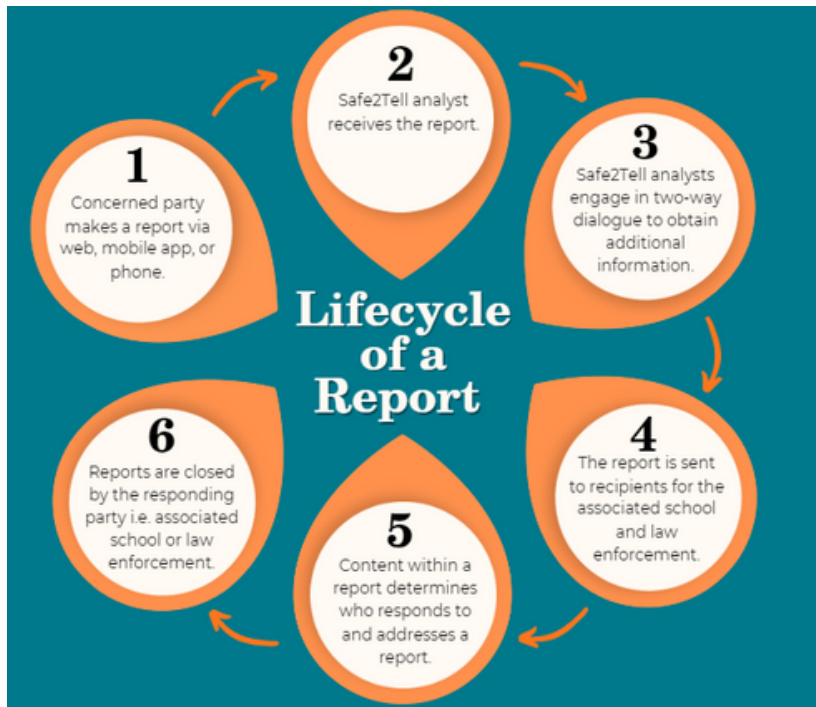 1
Concerned party
makes a report via
web, mobile app, or
phone.
2
Safe2Tell analyst
receives the report.
3
Safe2Tell analysts
engage in two-way
dialogue to obtain
additional
information.
Lifecycle
of a
Report
4
The report is sent
to recipients for the
associated school
and law
enforcement.
5
Content within a
report determines
who responds to
and addresses a
report.
6
Reports are closed
by the responding
party i.e. associated
school or law
enforcement.